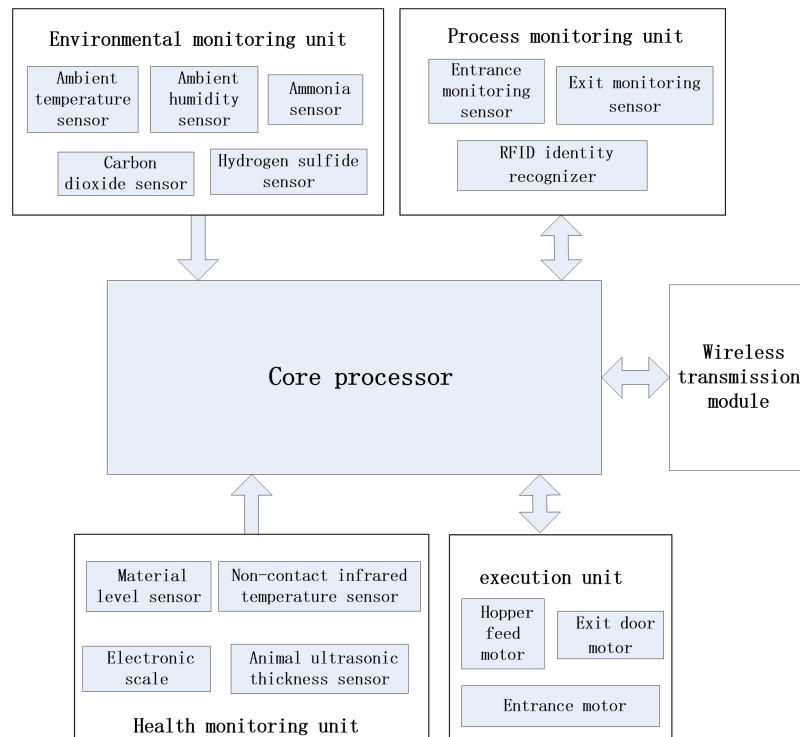 Environmental monitoring unit
Ambient
temperature
sensor
Ambient
humidity
sensor
Ammonia
sensor
Carbon
dioxide sensor
Hydrogen sulfide
sensor
Process monitoring unit
Entrance
monitoring
sensor
Exit monitoring
sensor
RFID identity
recognizer
Core processor
Wireless
transmission
module
Material
level sensor
Non-contact infrared
temperature sensor
Electronic
scale
Animal ultrasonic
thickness sensor
Health monitoring unit
execution unit
Hopper
feed
motor
Exit door
motor
Entrance motor